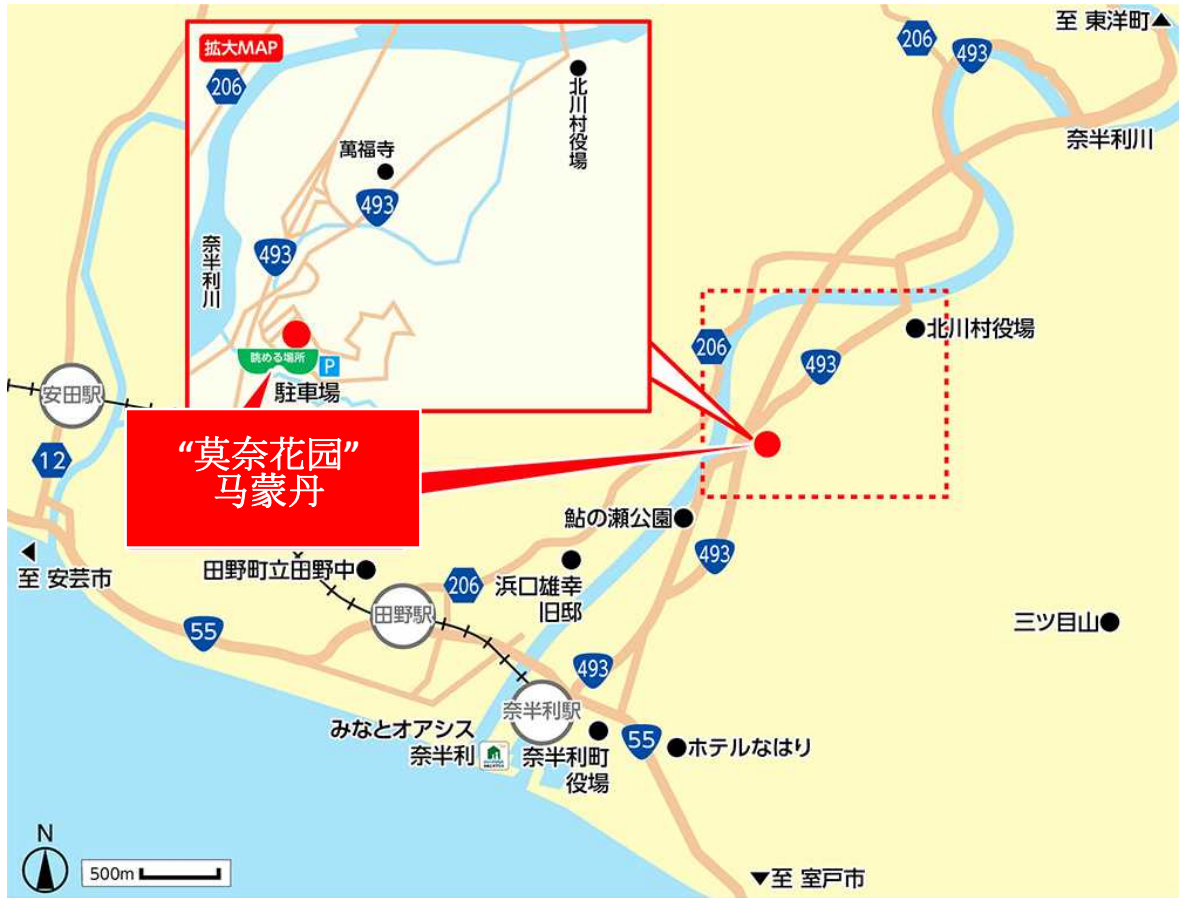 至 東洋町▲
206
493
奈半利川
拡大MAP
206
北川村役場
萬福寺
493
493
奈半利川
眺める場所
P
駐車場
206
北川村役場
493
安田駅
12
“莫奈花园”
马蒙丹
鮎の瀬公園
493
至 安芸市
田野町立田野中
206
浜口雄幸
旧邸
田野駅
55
三ツ目山
493
奈半利駅
みなとオアシス
奈半利
奈半利町
役場
55
ホテルなはり
N
500m
▼至 室戸市